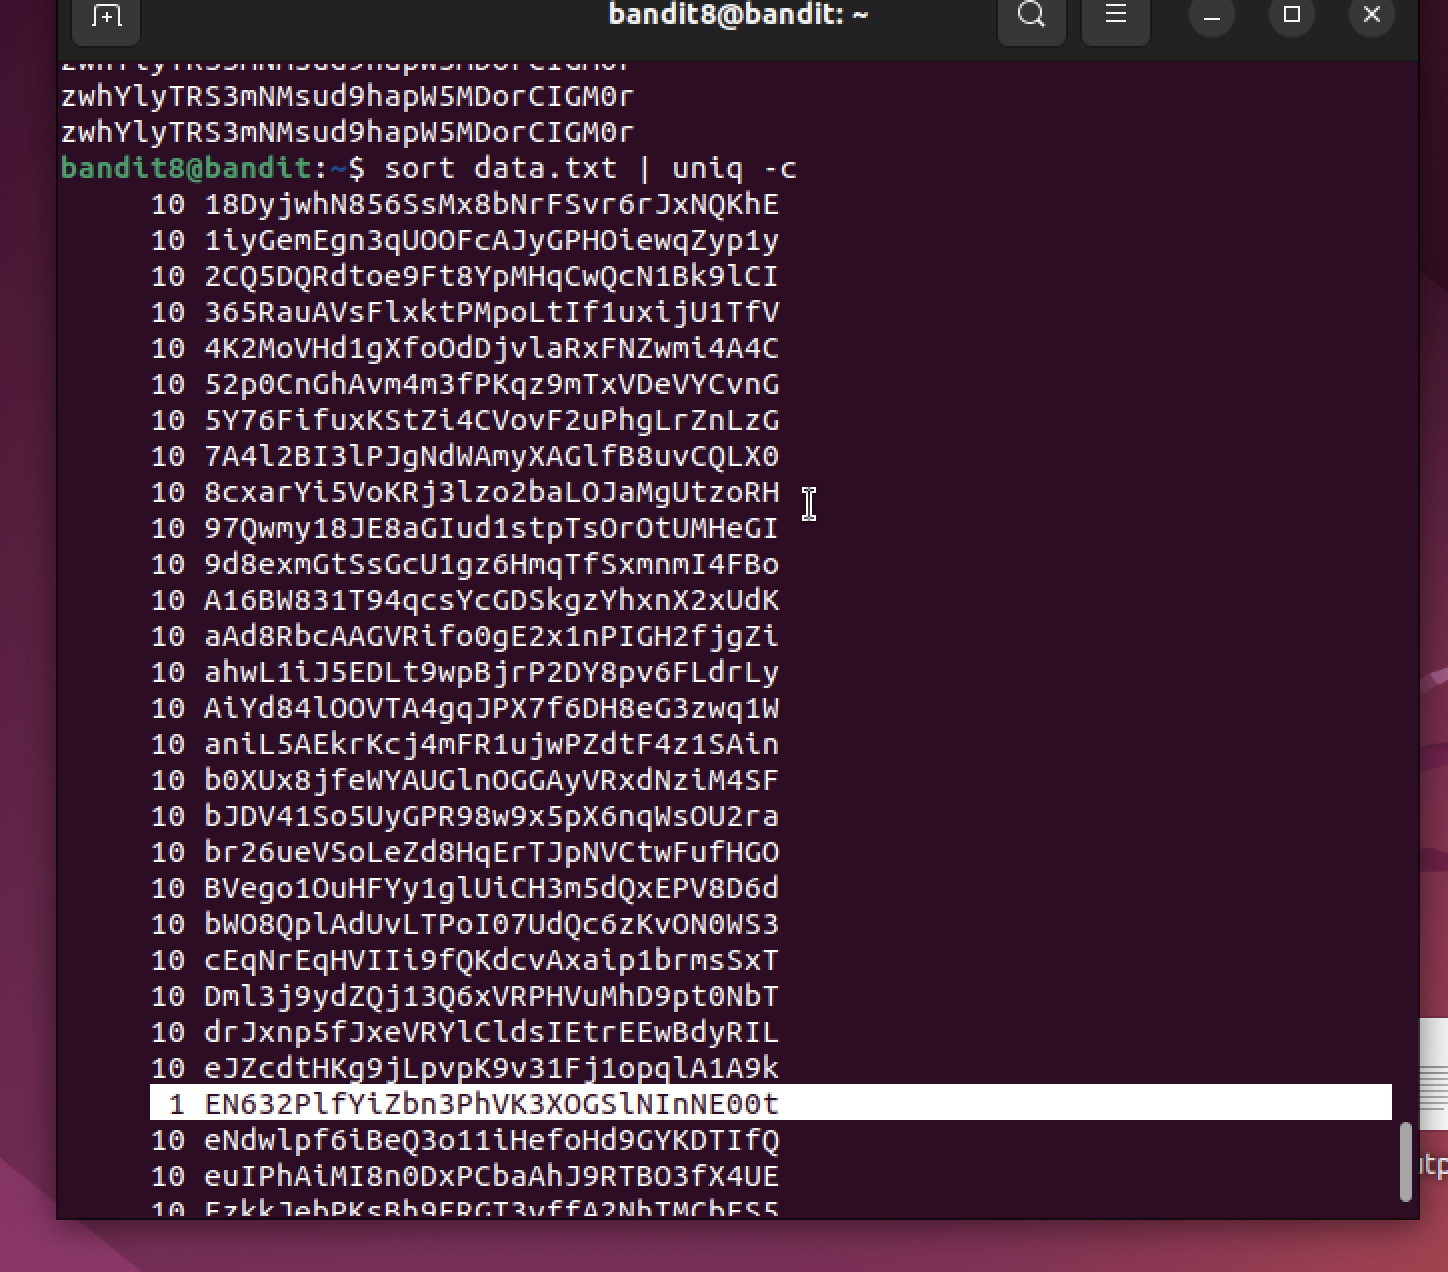 bandit8@bandit: ~
zwhYlyTRS3mNMsud9hapW5MDorCIGM0r
zwhYlyTRS3mNMsud9hapW5MDorCIGM0r
zwhYlyTRS3mNMsud9hapW5MDorCIGM0r
bandit8@bandit:~$ sort data.txt | uniq -c
10 18DyjwhN856SsMx8bNrFSvr6rJxNQKhE
10 1iyGemEgn3qUOOFcAJyGPHOiewqZyp1y
10 2CQ5DQRdtoe9Ft8YpMHqCwQcN1Bk9lCI
10 365RauAVsFlxktPMpoLtIf1uxijU1TfV
10 4K2MoVHd1gXfoOdDjvlaRxFNZwmi4A4C
10 52p0CnGhAvm4m3fPKqz9mTxVDeVYCvnG
10 5Y76FifuxKStZi4CVovF2uPhgLrZnLzG
10 7A4l2BI3lPJgNdWAmyXAGlfB8uvCQLX0
10 8cxarYi5VoKRj3lzo2baLOJaMgUtzoRH
10 97Qwmy18JE8aGIud1stpTsOrOtUMHeGI
10 9d8exmGtSsGcU1gz6HmqTfSxmnmI4FBo
10 A16BW831T94qcsYcGDSkgzYhxnX2xUdK
10 aAd8RbcAAGVRifo0gE2x1nPIGH2fjgZi
10 ahwL1iJ5EDLt9wpBjrP2DY8pv6FLdrLy
10 AiYd84lOOVTA4gqJPX7f6DH8eG3zwq1W
10 aniL5AEkrKcj4mFR1ujwPZdtF4z1SAin
10 b0XUx8jfeWYAUGlnOGGAyVRxdNziM4SF
10 bJDV41So5UyGPR98w9x5pX6nqWsOU2ra
10 br26ueVSoLeZd8HqErTJpNVCtwFufHGO
10 BVego1OuHFYy1glUiCH3m5dQxEPV8D6d
10 bWO8QplAdUvLTPoI07UdQc6zKvON0WS3
10 cEqNrEqHVIIi9fQKdcvAxaip1brmsSxT
10 Dml3j9ydZQj13Q6xVRPHVuMhD9pt0NbT
10 drJxnp5fJxeVRYlCldsIEtrEEwBdyRIL
10 eJZcdtHKg9jLpvpK9v31Fj1opqlA1A9k
1 EN632PlfYiZbn3PhVK3XOGSlNInNE00t
10 eNdwlpf6iBeQ3o11iHefoHd9GYKDTIfQ
10 euIPhAiMI8n0DxPCbaAhJ9RTBO3fX4UE
10